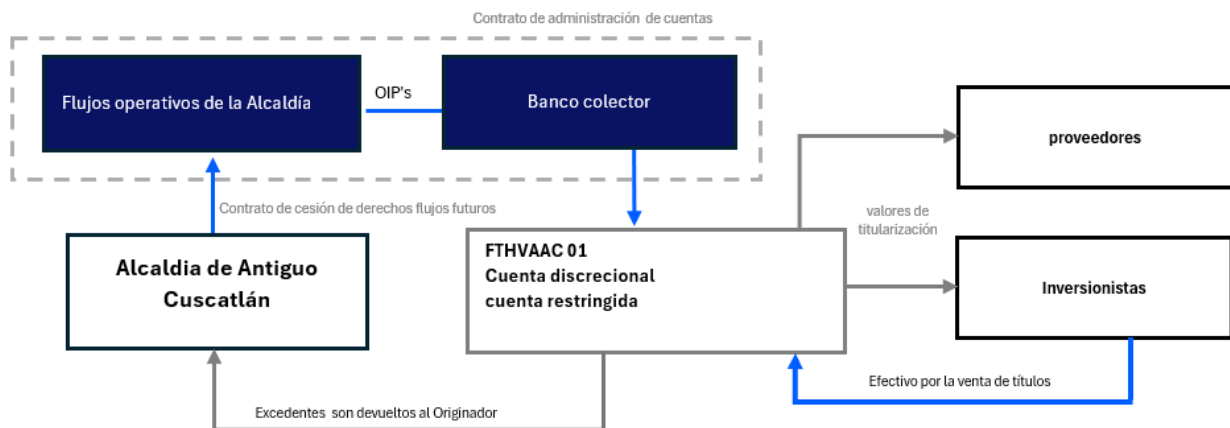 Contrato de administración de cuentas
Flujos operativos de la Alcaldía
OIP's
Banco colector
proveedores
Contrato de cesión de derechos flujos futuros
valores de
titularización
Alcaldia de Antiguo
Cuscatlán
FTHVAAC 01
Cuenta discrecional
cuenta restringida
Inversionistas
Efectivo por la venta de títulos
Excedentes son devueltos al Originador